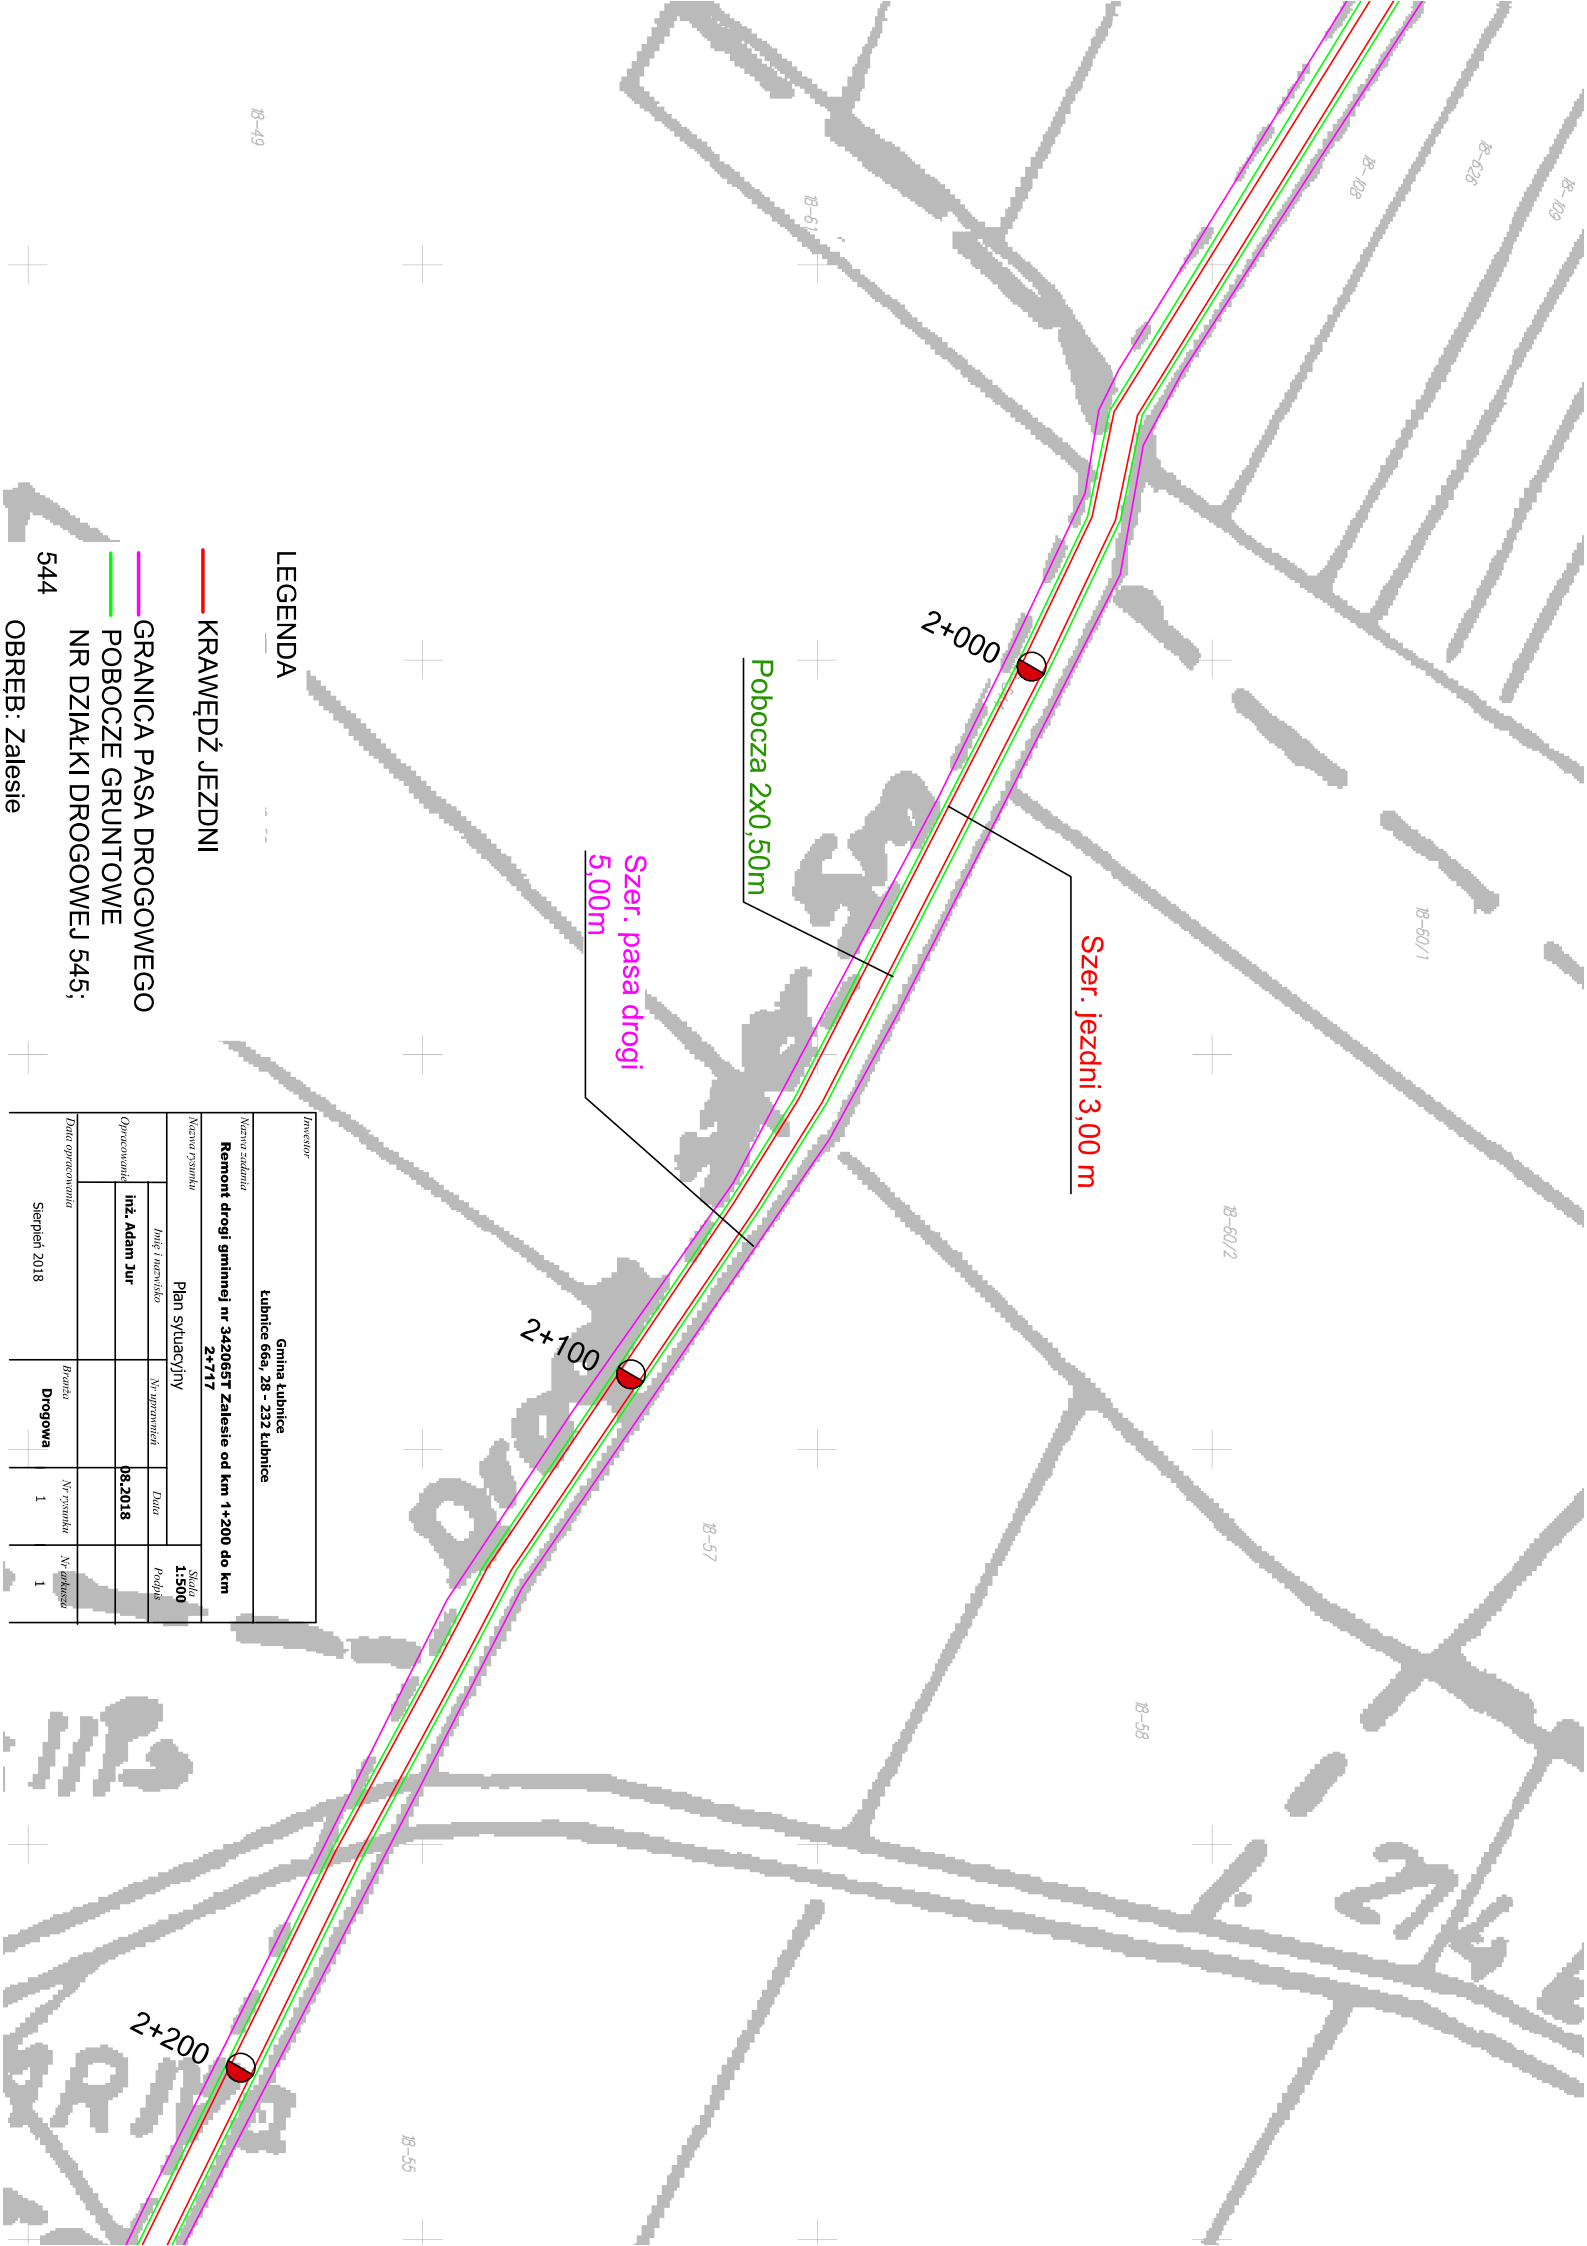 18-49
18-61
18-108
18-626
18-109
2+000
Pobocza 2x0,50m
Szer. jezdni 3,00 m
Szer. pasa drogi
5,00m
18-60/1
18-60/2
2+100
18-57
18-58
2+200
18-55
LEGENDA
KRAWĘDŹ JEZDNI
GRANICA PASA DROGOWEGO
POBOCZE GRUNTOWE
NR DZIAŁKI DROGOWEJ 545;
544
OBRĘB: Zalesie
Inwestor
Gmina Łubnice
Łubnice 66a, 28 - 232 Łubnice
Nazwa zadania
Remont drogi gminnej nr 342065T Zalesie od km 1+200 do km
2+717
Nazwa rysunku
Plan sytuacyjny
Skala
1:500
Imię i nazwisko
Nr uprawnień
Data
Podpis
Opracowanie
inż. Adam Jur
08.2018
Data opracowania
Sierpień 2018
Branża
Drogowa
Nr rysunku
1
Nr arkusza
1